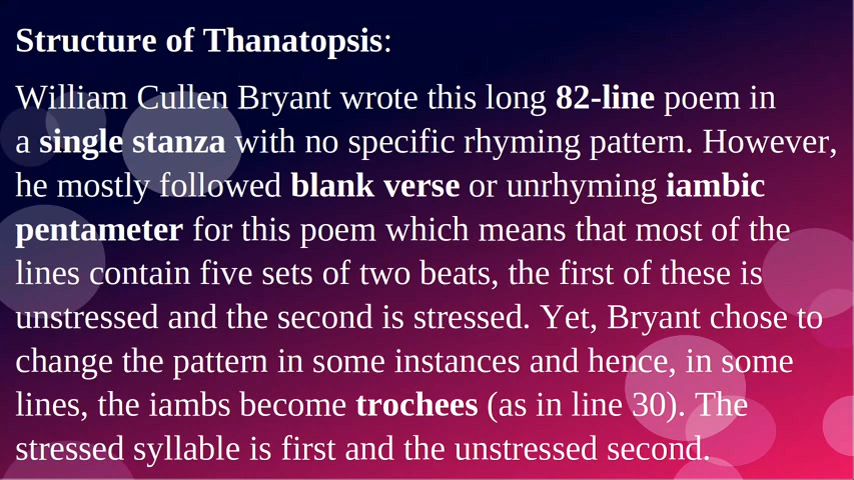 Structure of Thanatopsis:
William Cullen Bryant wrote this long 82-line poem in
a single stanza with no specific rhyming pattern. However,
he mostly followed blank verse or unrhyming iambic
pentameter for this poem which means that most of the
lines contain five sets of two beats, the first of these is
unstressed and the second is stressed. Yet, Bryant chose to
change the pattern in some instances and hence, in some
lines, the iambs become trochees (as in line 30). The
stressed syllable is first and the unstressed second.